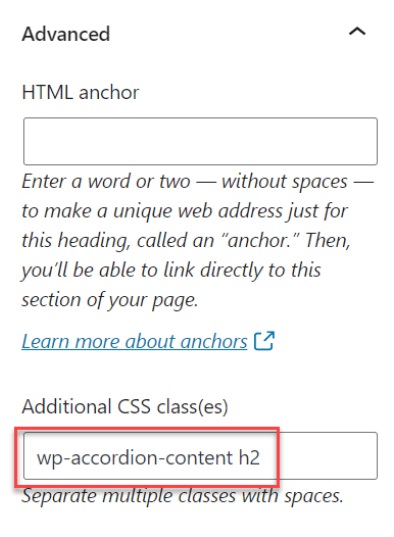 Advanced
HTML anchor
Enter a word or two — without spaces —
to make a unique web address just for
this heading, called an “anchor.” Then,
you’ll be able to link directly to this
section of your page.
Learn more about anchors
Additional CSS class(es)
wp-accordion-content h2
Separate multiple classes with spaces.